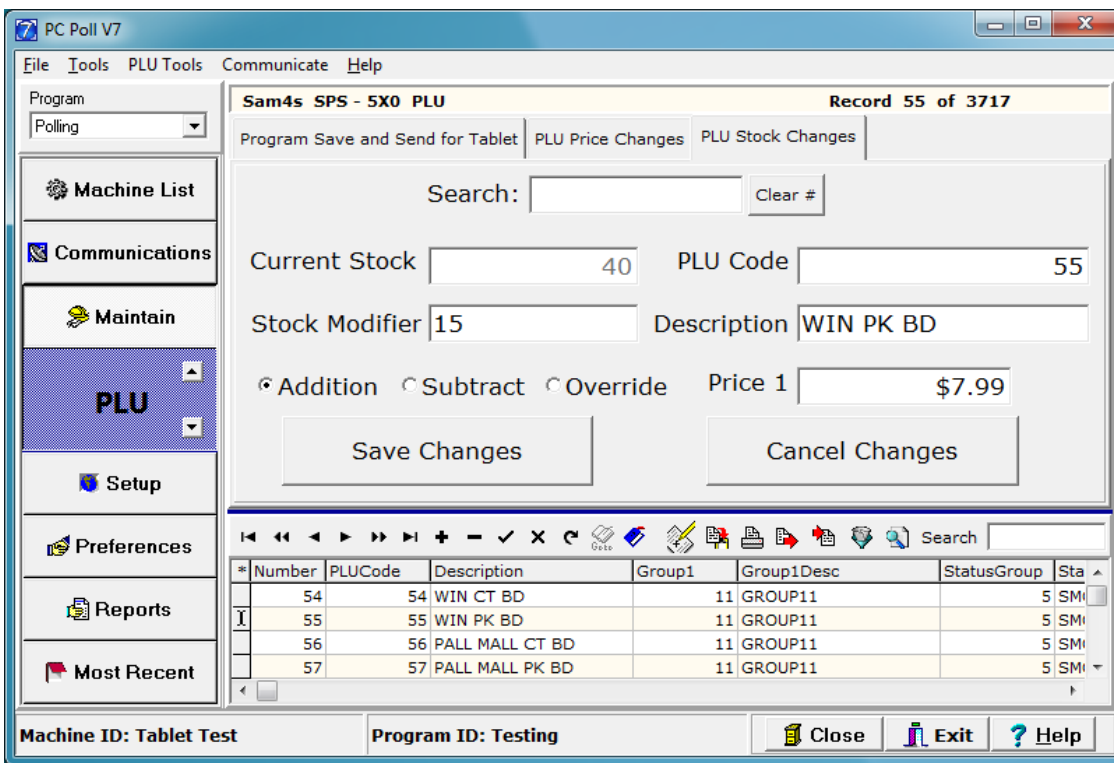 PC Poll V7
File Tools PLU Tools Communicate Help
Program
Polling
Machine List
Communications
Maintain
PLU
Setup
Preferences
Reports
Most Recent
Sam4s SPS - 5X0 PLU Record 55 of 3717
Program Save and Send for Tablet PLU Price Changes PLU Stock Changes
Search: Clear #
Current Stock 40 PLU Code 55
Stock Modifier 15 Description WIN PK BD
Addition Subtract Override Price 1 $7.99
Save Changes Cancel Changes
Goto Search
* Number PLUCode Description Group1 Group1Desc StatusGroup Sta
54 54 WIN CT BD 11 GROUP11 5 SM
55 55 WIN PK BD 11 GROUP11 5 SM
56 56 PALL MALL CT BD 11 GROUP11 5 SM
57 57 PALL MALL PK BD 11 GROUP11 5 SM
Machine ID: Tablet Test Program ID: Testing Close Exit ? Help